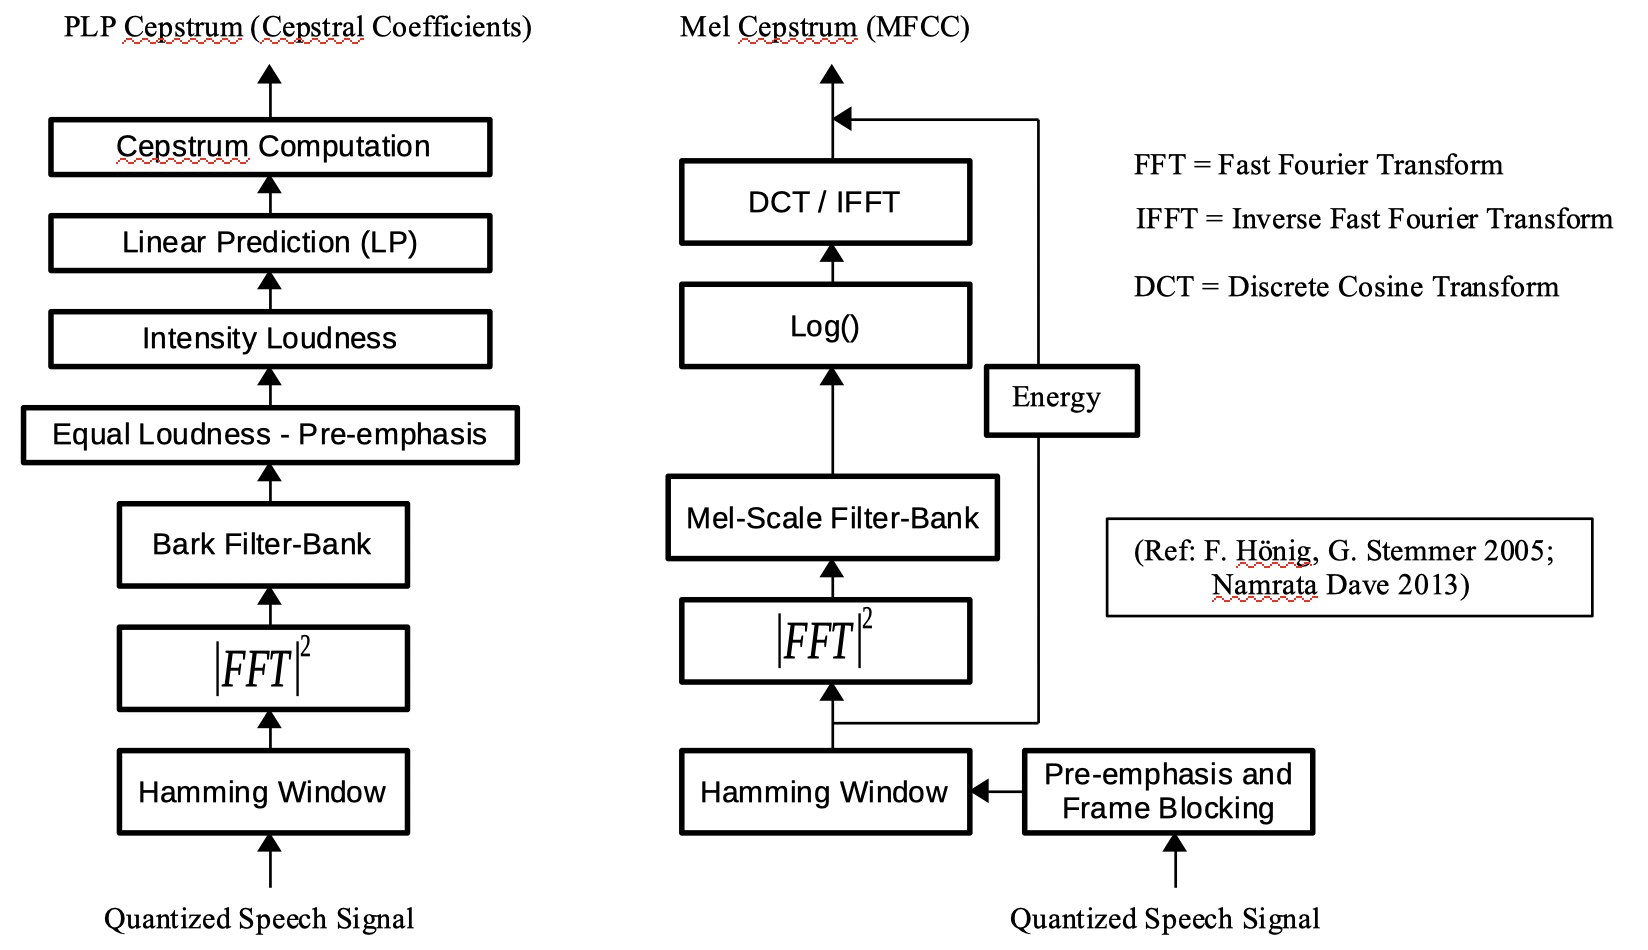 PLP Cepstrum (Cepstral Coefficients)
Cepstrum Computation
Linear Prediction (LP)
Intensity Loudness
Equal Loudness - Pre-emphasis
Bark Filter-Bank
|FFT|²
Hamming Window
Quantized Speech Signal
Mel Cepstrum (MFCC)
DCT / IFFT
Log()
Energy
Mel-Scale Filter-Bank
|FFT|²
Hamming Window
Pre-emphasis and
Frame Blocking
Quantized Speech Signal
FFT = Fast Fourier Transform
IFFT = Inverse Fast Fourier Transform
DCT = Discrete Cosine Transform
(Ref: F. Hönig, G. Stemmer 2005;
Namrata Dave 2013)